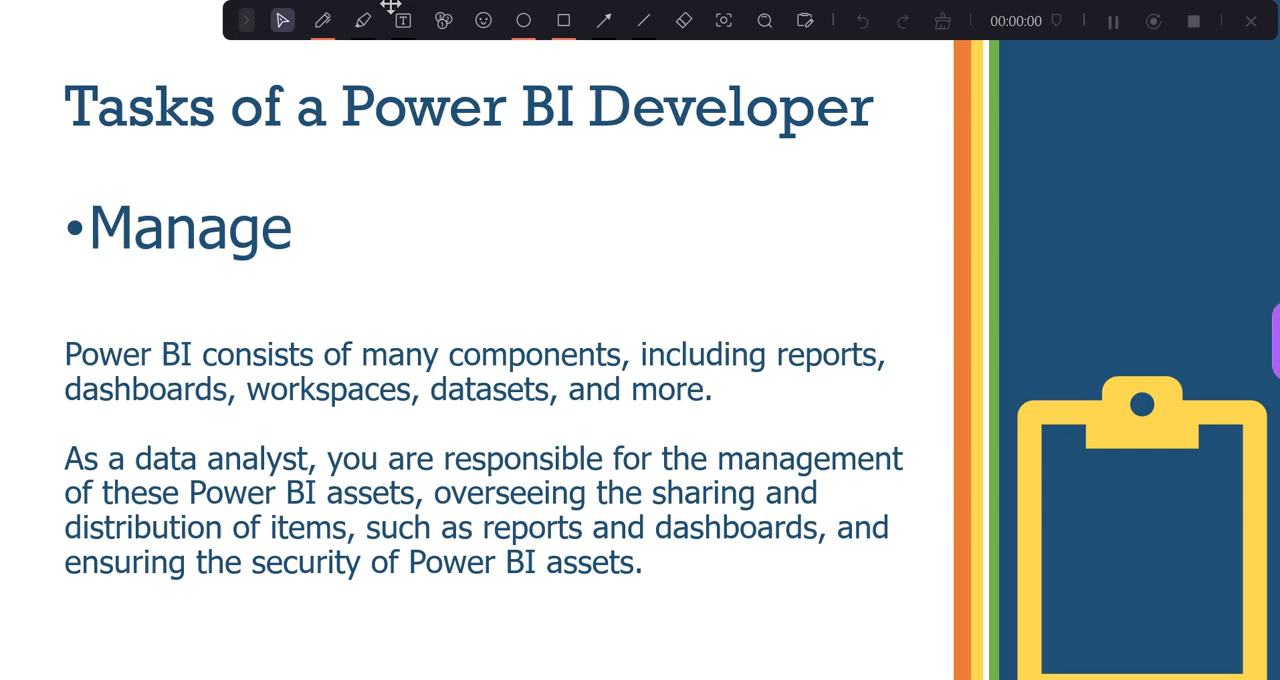 00:00:00
Tasks of a Power BI Developer
•Manage
Power BI consists of many components, including reports,
dashboards, workspaces, datasets, and more.
As a data analyst, you are responsible for the management
of these Power BI assets, overseeing the sharing and
distribution of items, such as reports and dashboards, and
ensuring the security of Power BI assets.